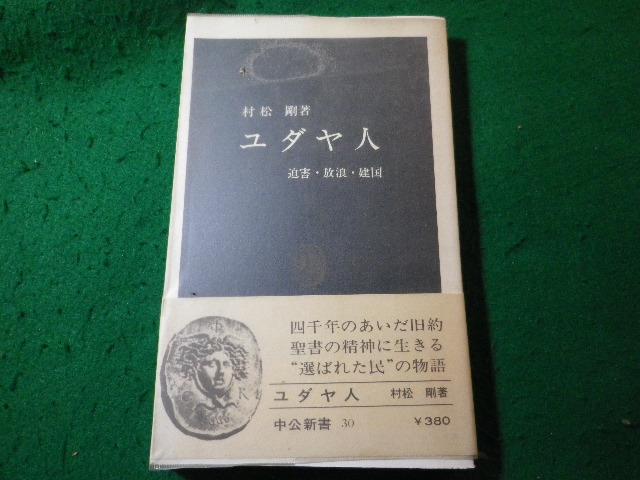 村松 剛著
ユダヤ人
迫害・放浪・建国
四千年のあいだ旧約
聖書の精神に生きる
“選ばれた民”の物語
ユダヤ人 村松 剛著
中公新書 30 ¥380